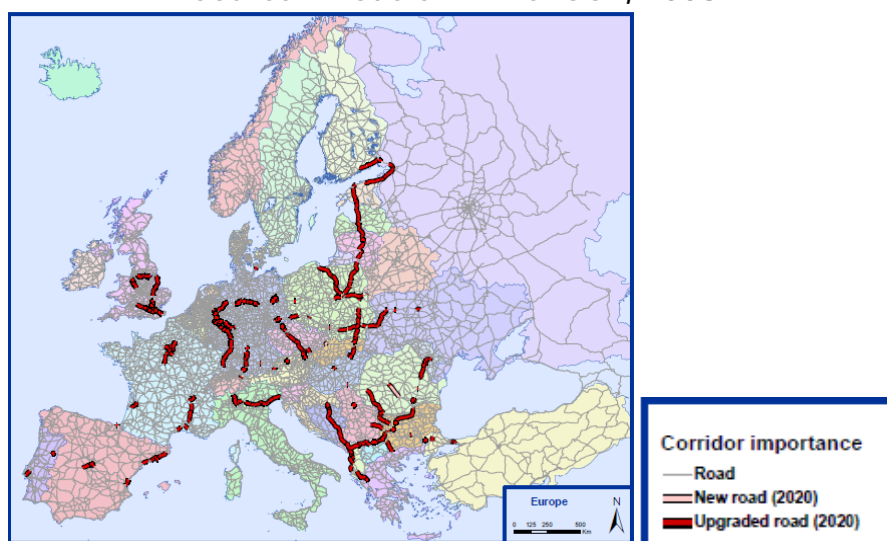 Europe
N
0 125 250 500
Km
Corridor importance
Road
New road (2020)
Upgraded road (2020)